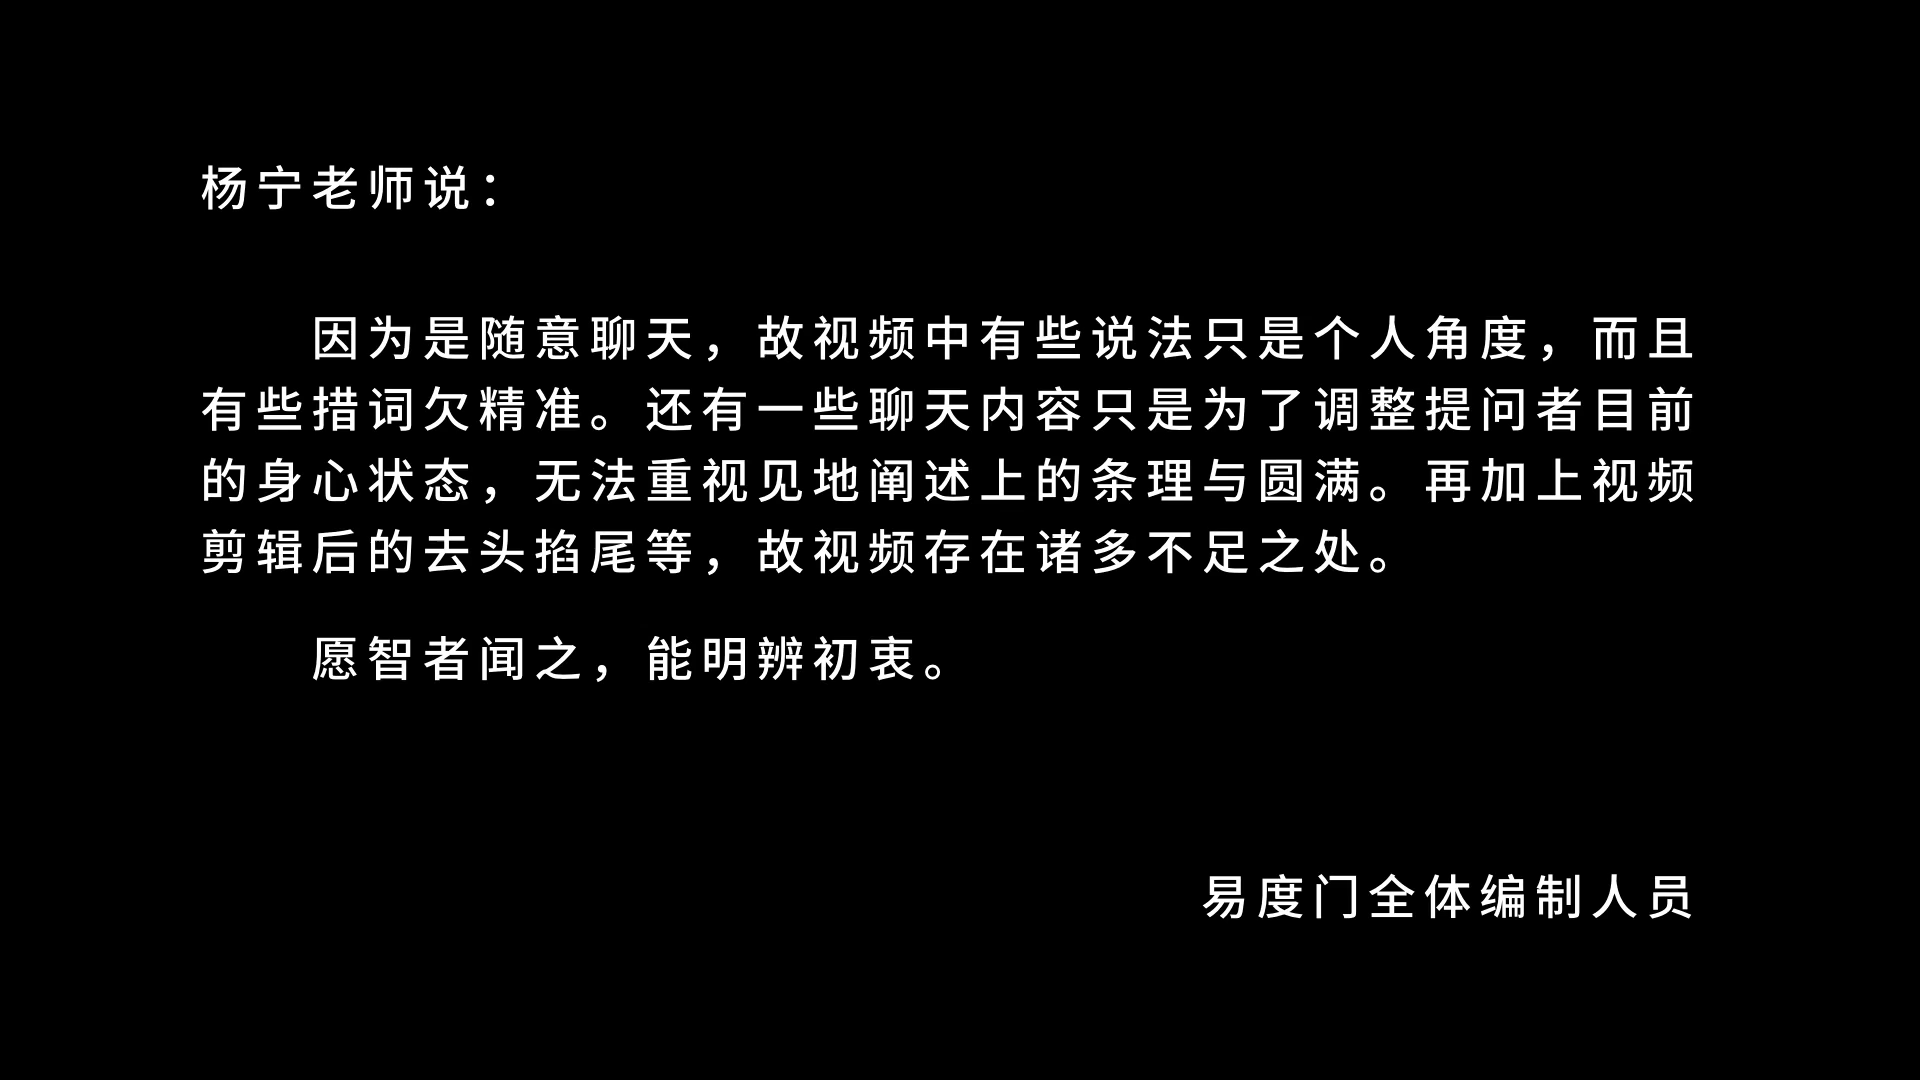 杨宁老师说：
因为是随意聊天，故视频中有些说法只是个人角度，而且
有些措词欠精准。还有一些聊天内容只是为了调整提问者目前
的身心状态，无法重视见地阐述上的条理与圆满。再加上视频
剪辑后的去头掐尾等，故视频存在诸多不足之处。
愿智者闻之，能明辨初衷。
易度门全体编制人员